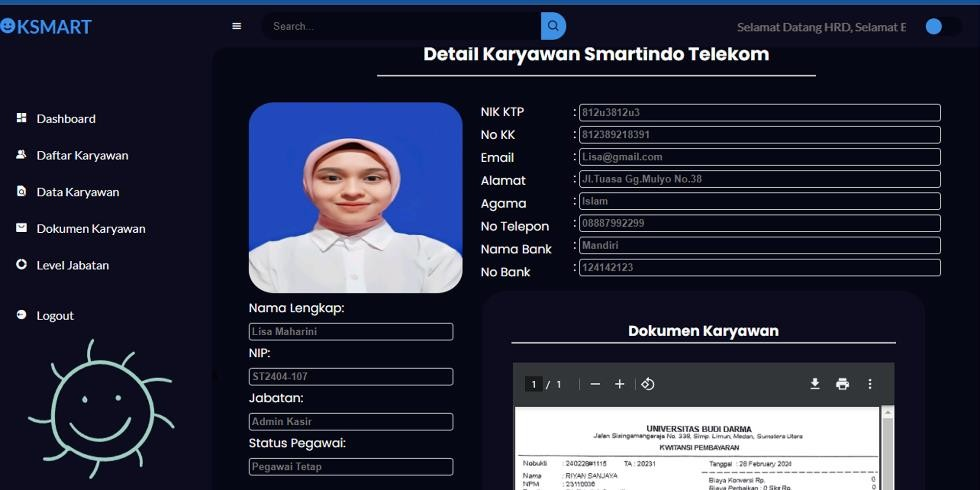 OKSMART
Search...
Selamat Datang HRD, Selamat B
Detail Karyawan Smartindo Telekom
Dashboard
Daftar Karyawan
Data Karyawan
Dokumen Karyawan
Level Jabatan
Logout
NIK KTP : 812u3812u3
No KK : 812389218391
Email : Lisa@gmail.com
Alamat : Jl.Tuasa Gg.Mulyo No.38
Agama : Islam
No Telepon : 08887992299
Nama Bank : Mandiri
No Bank : 124142123
Nama Lengkap:
Lisa Maharini
NIP:
ST2404-107
Jabatan:
Admin Kasir
Status Pegawai:
Pegawai Tetap
Dokumen Karyawan
1 / 1
UNIVERSITAS BUDI DARMA
Jalan Sisingamangaraja No. 338, Simp. Limun, Medan, Sumatera Utara
KWITANSI PEMBAYARAN
Nobukti : 240228#1115 TA : 20231 Tanggal : 28 February 2024
Nama : RIYAN SANJAYA Biaya Konversi Rp. 0
NPM : 23110036 Biaya Perbaikan : 0 Sks Rp. 0